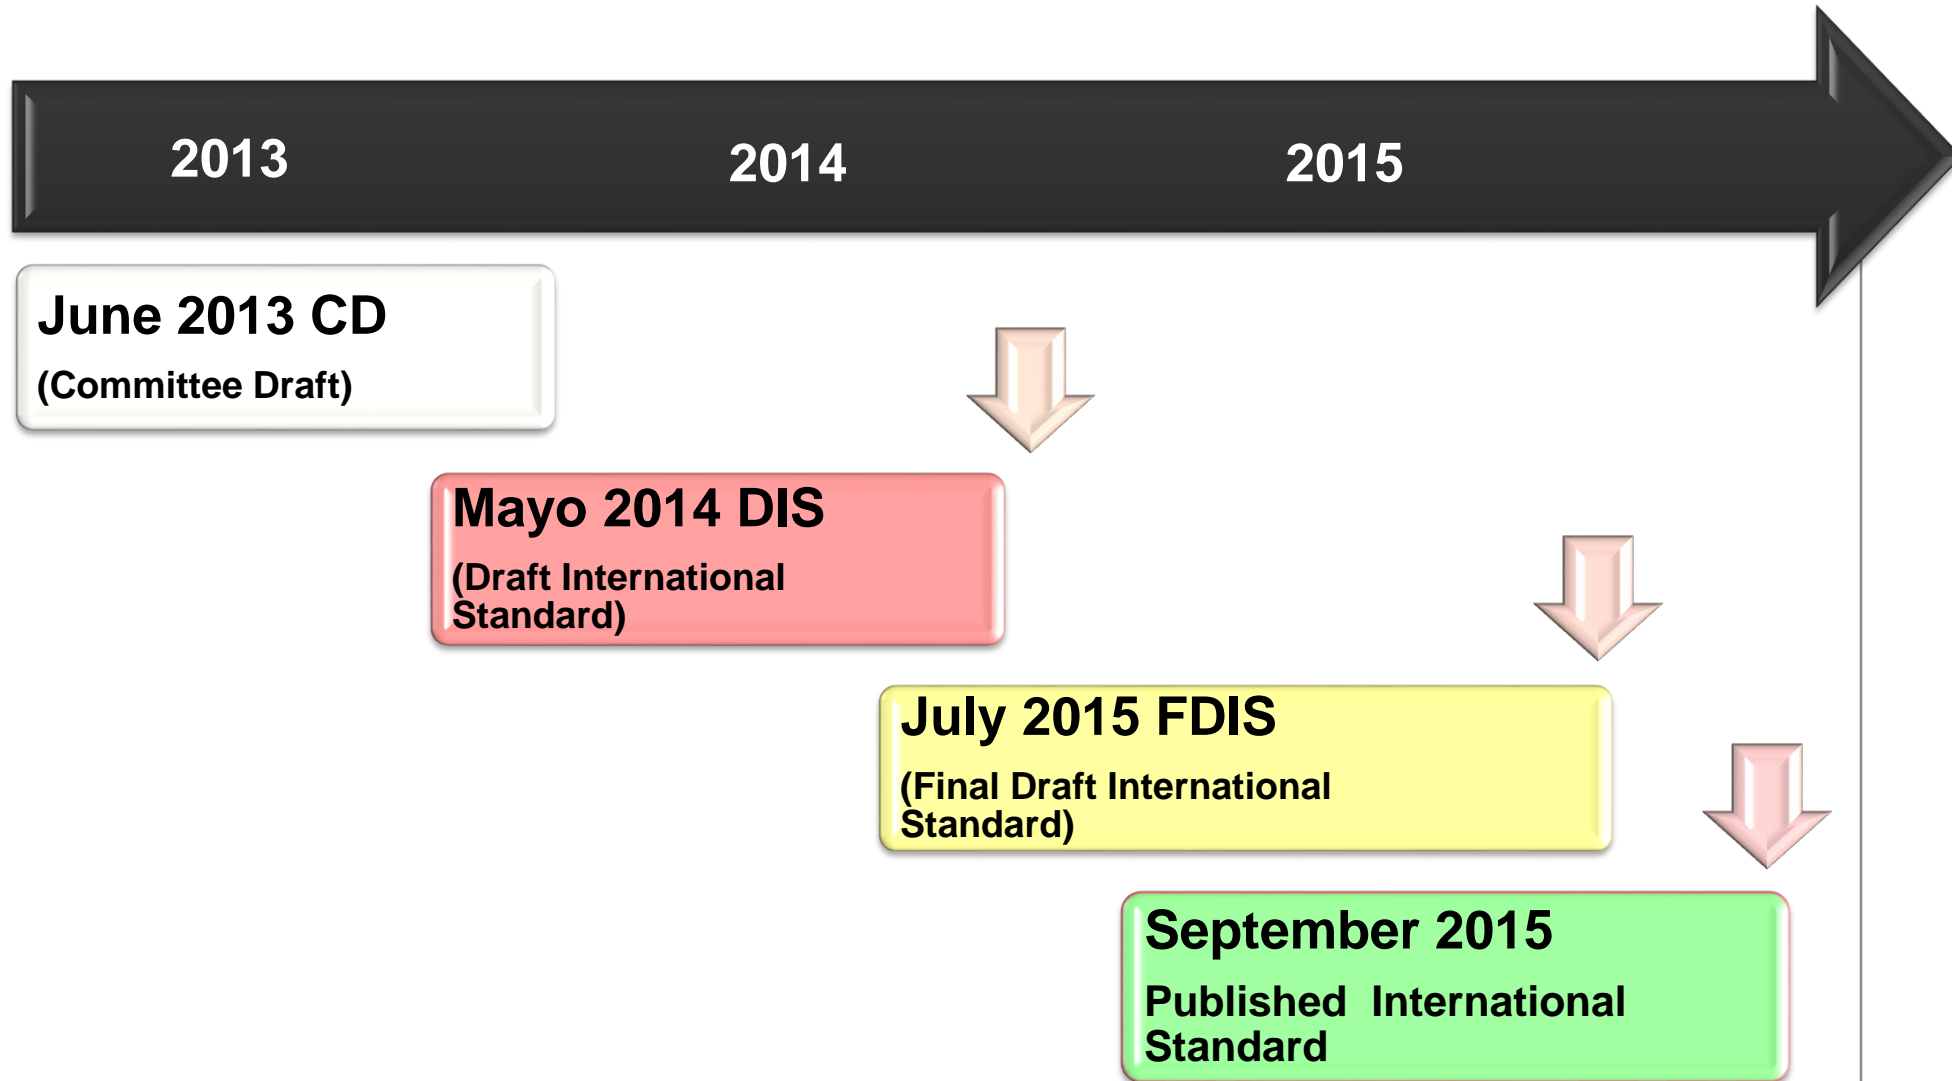 2013
2014
2015
June 2013 CD
(Committee Draft)
Mayo 2014 DIS
(Draft International
Standard)
July 2015 FDIS
(Final Draft International
Standard)
September 2015
Published International
Standard